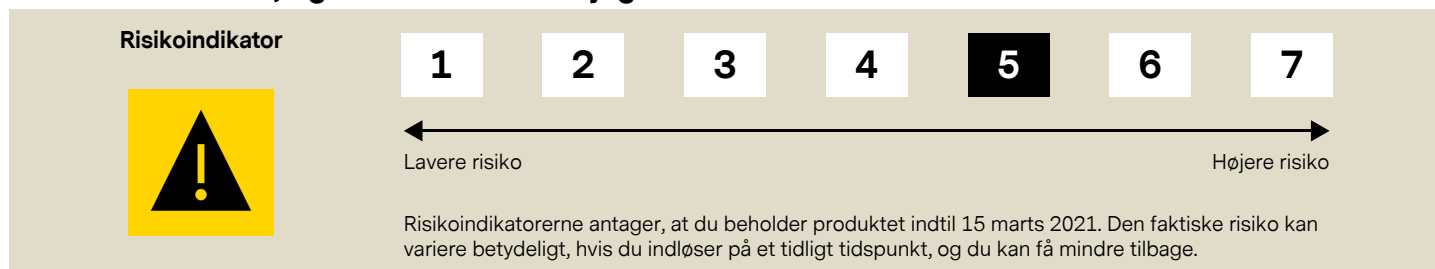 Risikoindikator
1 2 3 4 5 6 7
Lavere risiko Højere risiko
Risikoindikatorerne antager, at du beholder produktet indtil 15 marts 2021. Den faktiske risiko kan
variere betydeligt, hvis du indløser på et tidligt tidspunkt, og du kan få mindre tilbage.